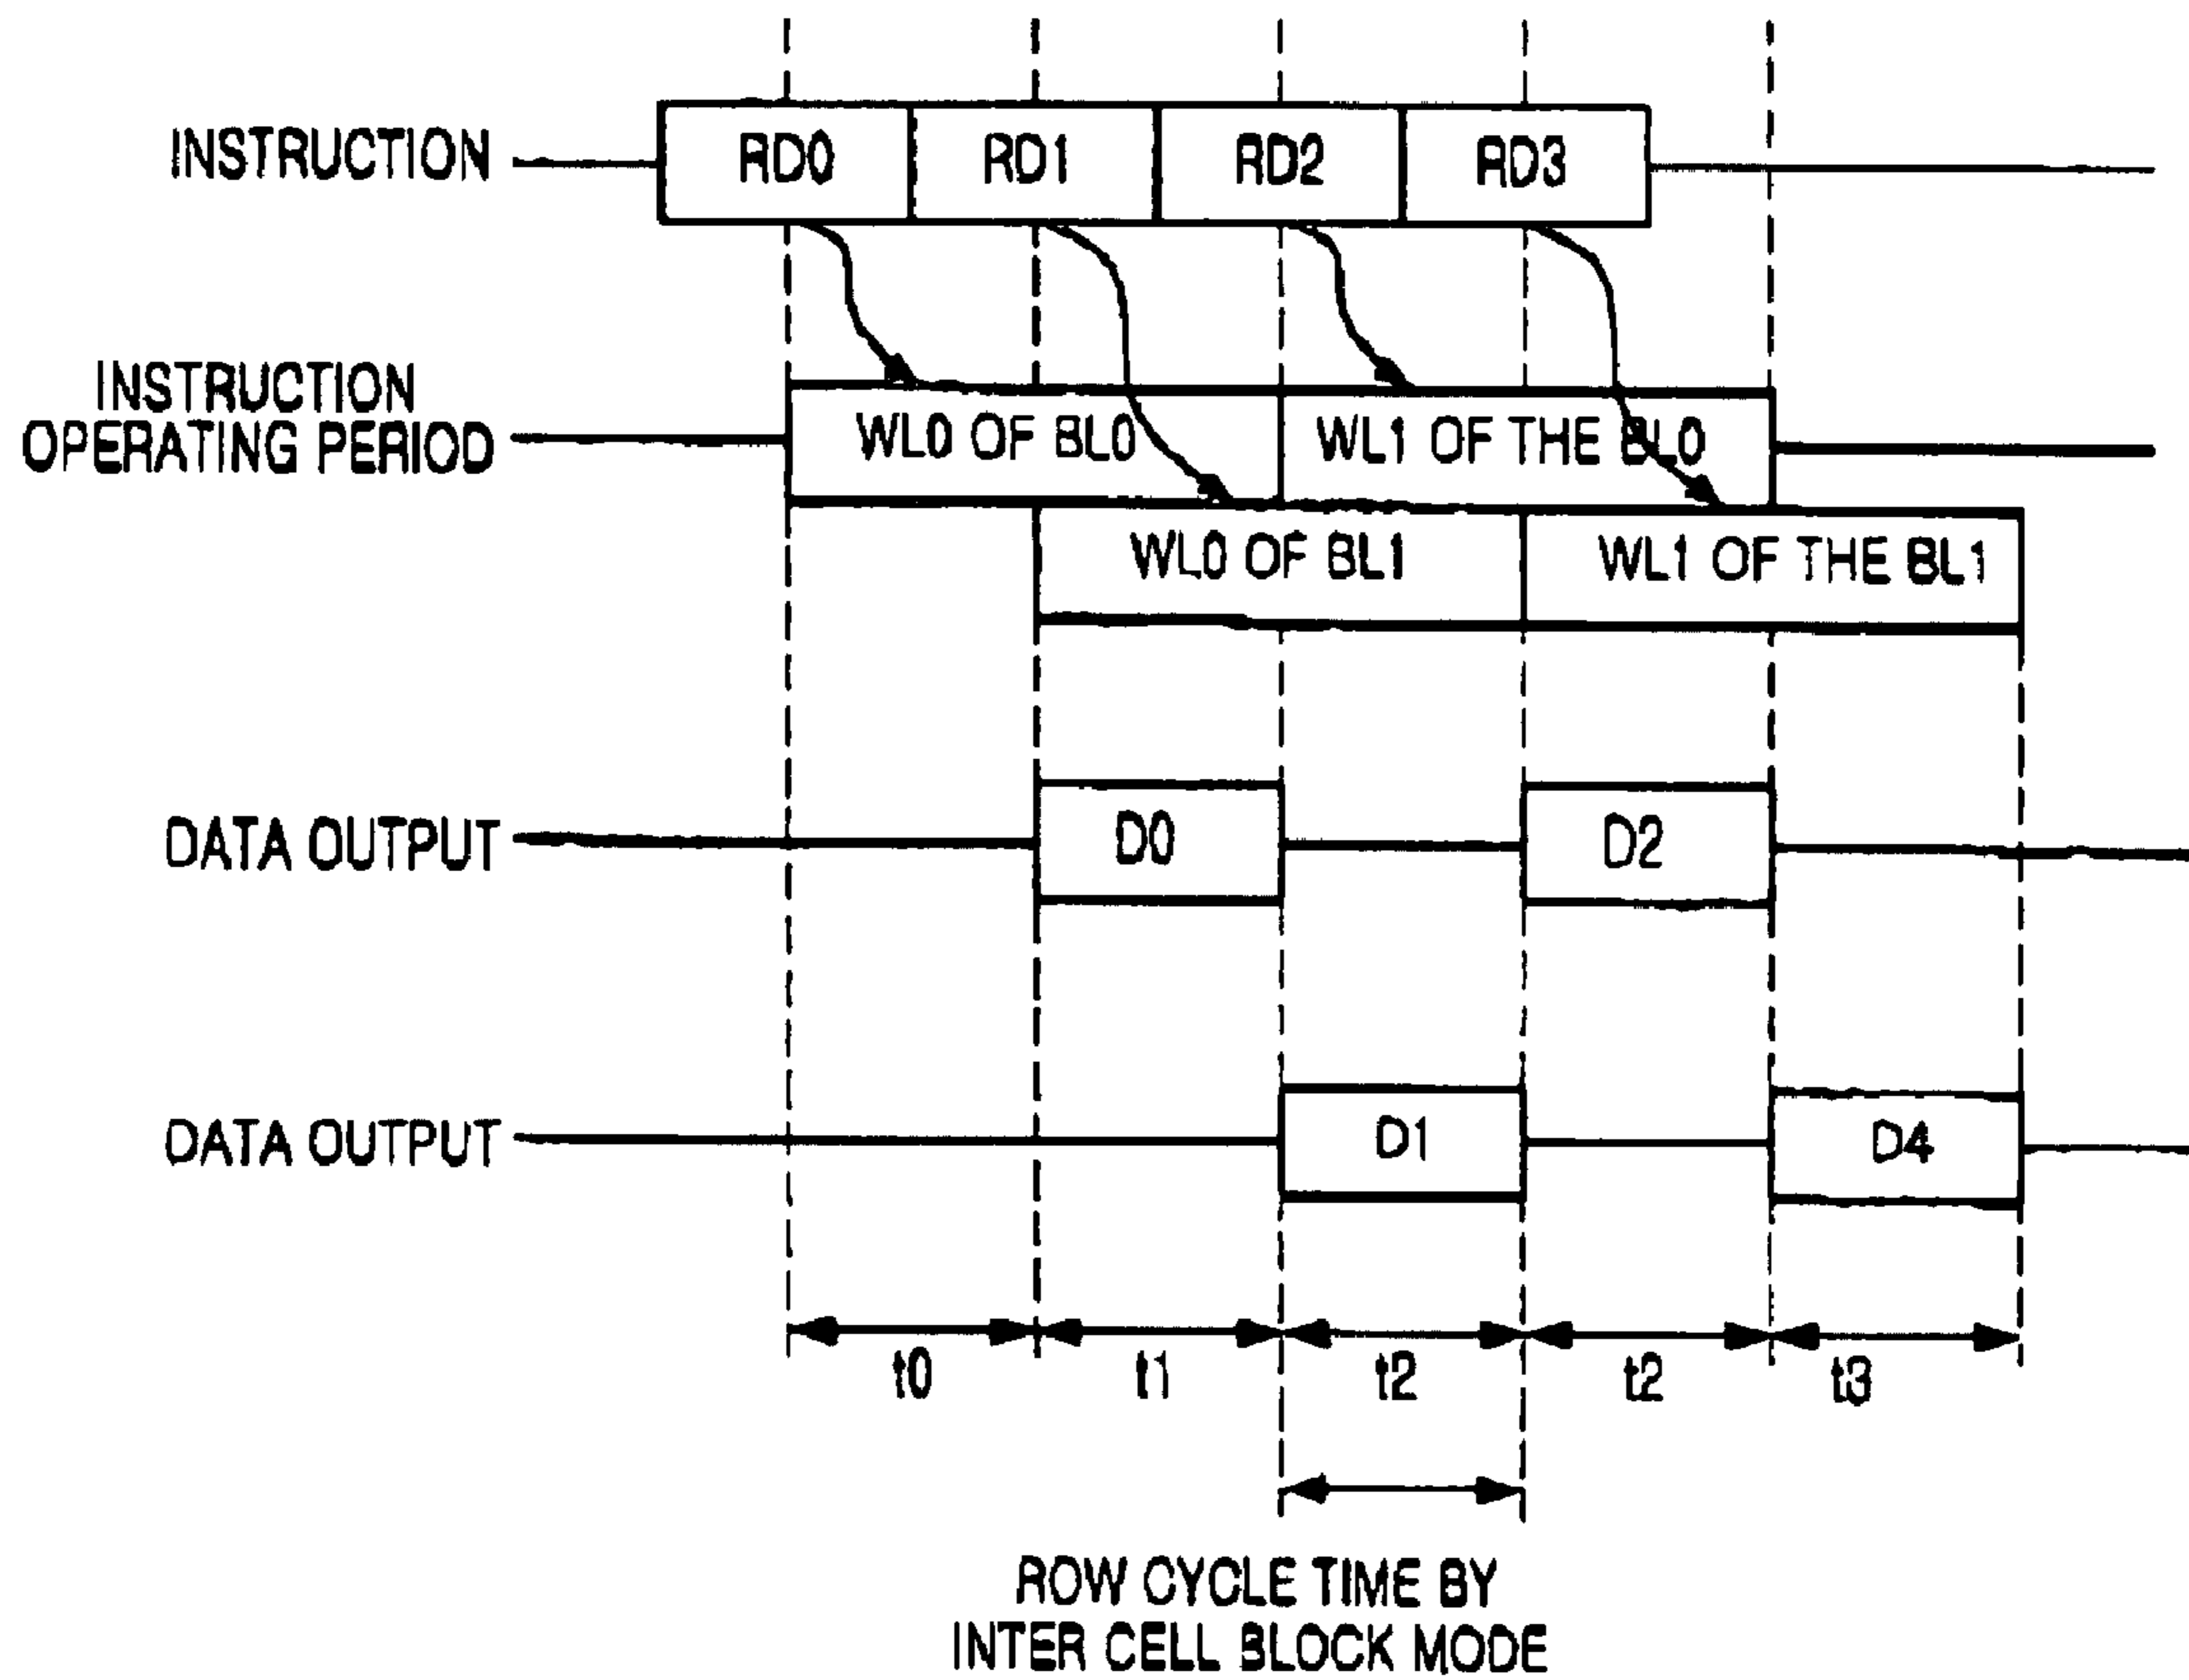 INSTRUCTION
RD0 RD1 RD2 RD3
INSTRUCTION
OPERATING PERIOD
WL0 OF BL0 WL1 OF THE BL0
WL0 OF BL1 WL1 OF THE BL1
DATA OUTPUT D0 D2
DATA OUTPUT D1 D4
t0 t1 t2 t2 t3
ROW CYCLE TIME BY
INTER CELL BLOCK MODE